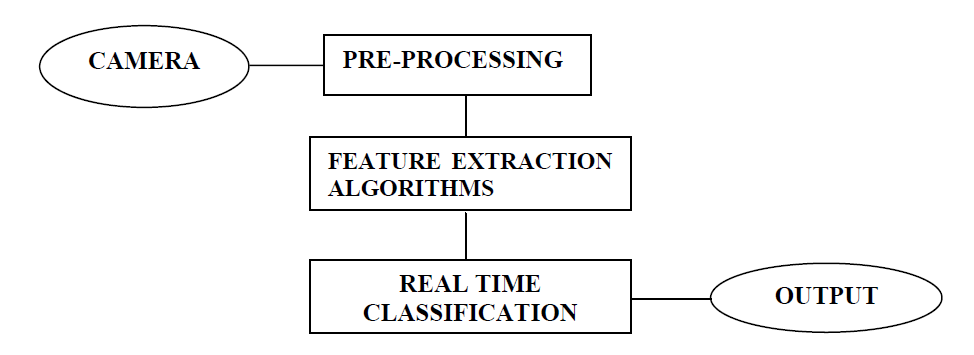 CAMERA
PRE-PROCESSING
FEATURE EXTRACTION
ALGORITHMS
REAL TIME
CLASSIFICATION
OUTPUT